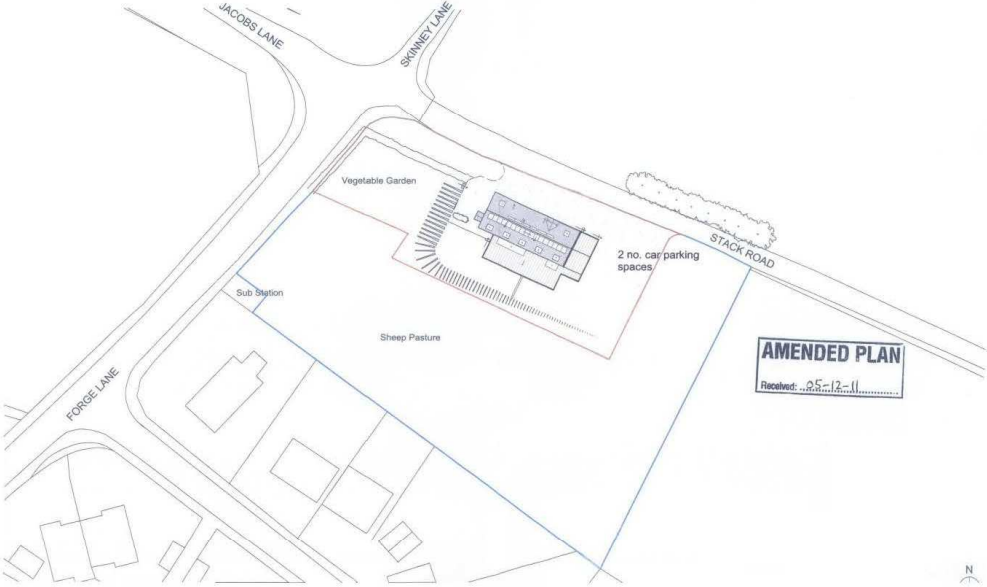 JACOBS LANE
SKINNEY LANE
Vegetable Garden
STACK ROAD
2 no. car parking
spaces
Sub Station
Sheep Pasture
AMENDED PLAN
Received: 05-12-11
FORGE LANE
N